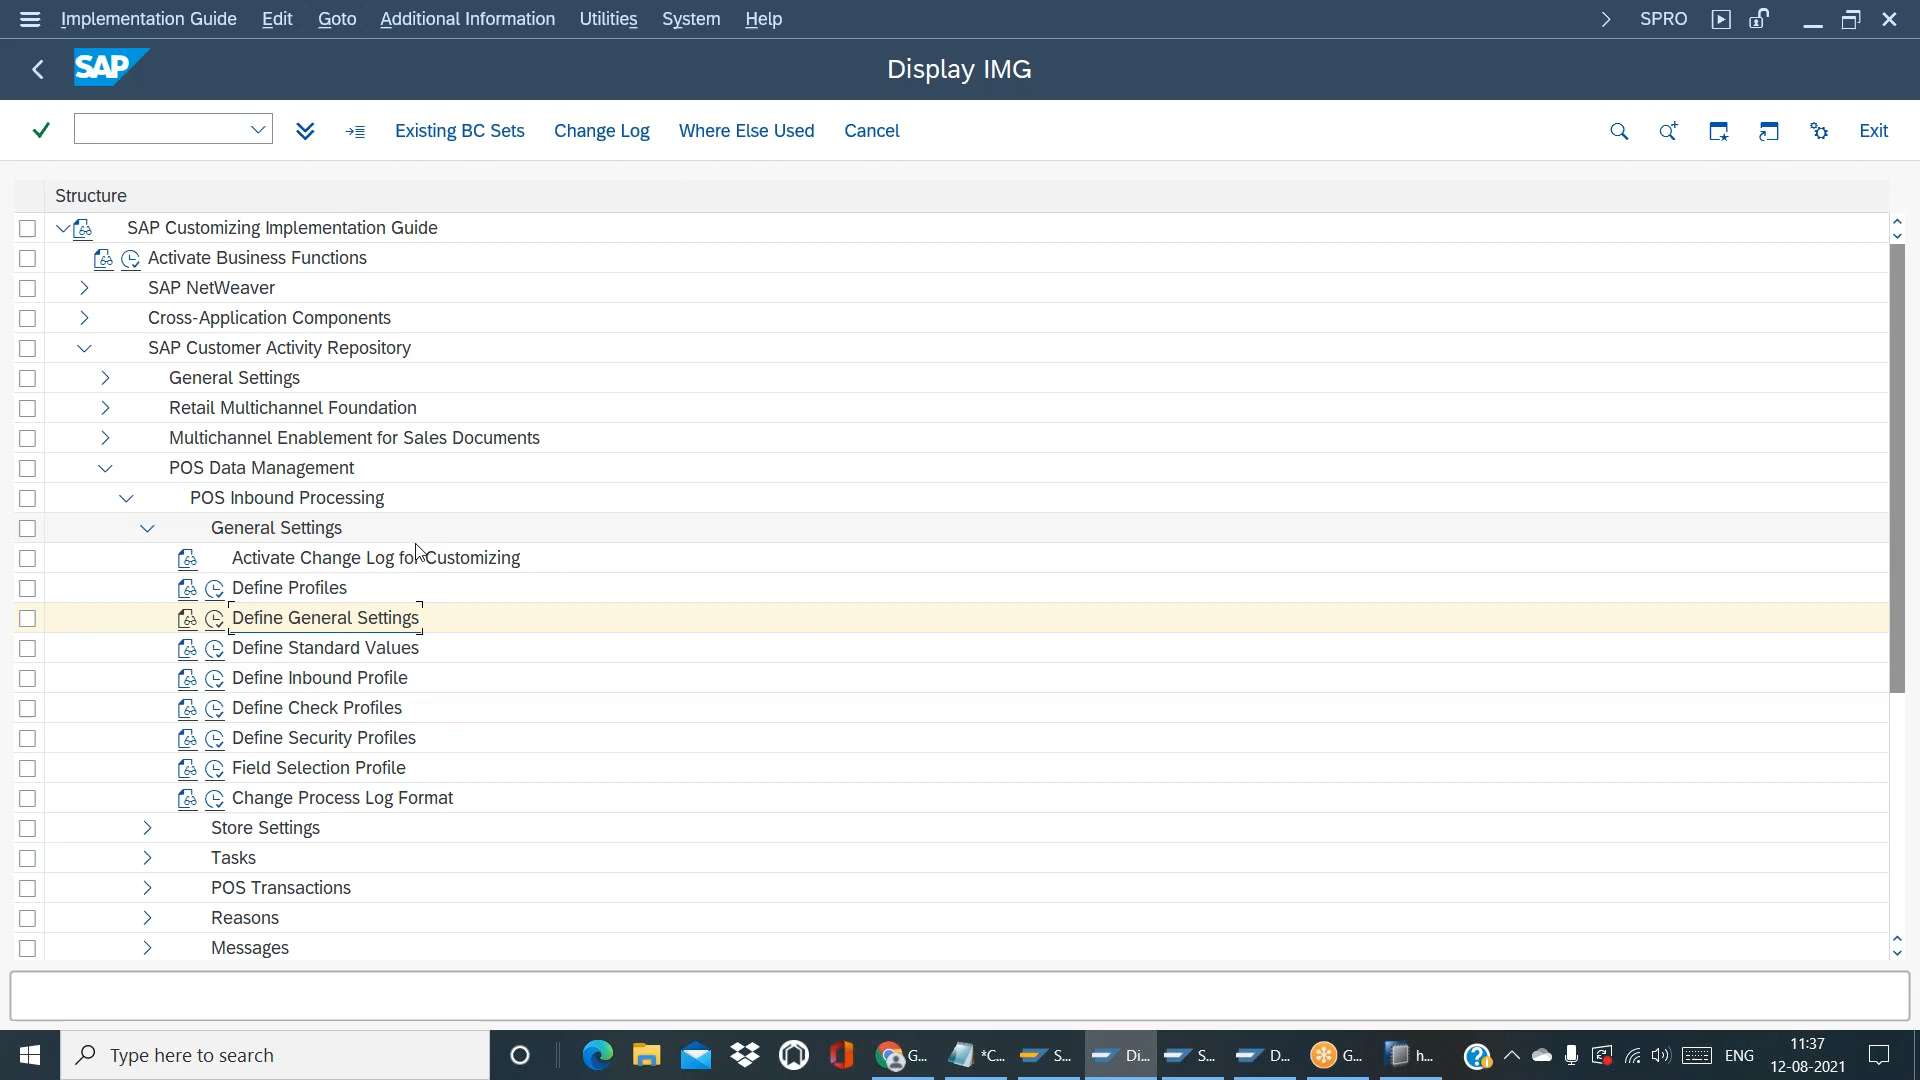 Implementation Guide Edit Goto Additional Information Utilities System Help SPRO
SAP Display IMG
Existing BC Sets Change Log Where Else Used Cancel Exit
Structure
SAP Customizing Implementation Guide
Activate Business Functions
SAP NetWeaver
Cross-Application Components
SAP Customer Activity Repository
General Settings
Retail Multichannel Foundation
Multichannel Enablement for Sales Documents
POS Data Management
POS Inbound Processing
General Settings
Activate Change Log for Customizing
Define Profiles
Define General Settings
Define Standard Values
Define Inbound Profile
Define Check Profiles
Define Security Profiles
Field Selection Profile
Change Process Log Format
Store Settings
Tasks
POS Transactions
Reasons
Messages
Type here to search G... *C... S... Di... S... D... G... h... ENG 11:37
12-08-2021